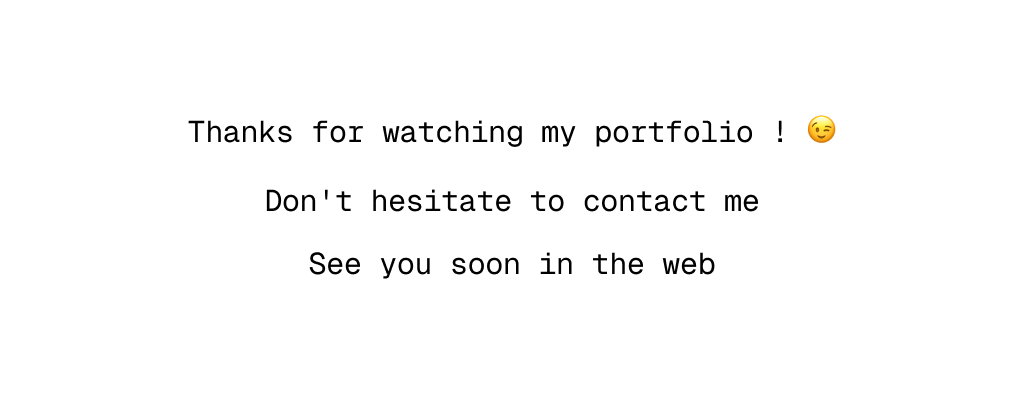 Thanks for watching my portfolio ! 😉
Don't hesitate to contact me
See you soon in the web